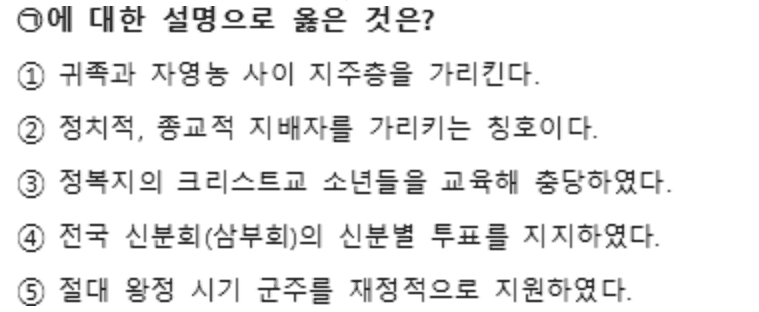 ㉠에 대한 설명으로 옳은 것은?
① 귀족과 자영농 사이 지주층을 가리킨다.
② 정치적, 종교적 지배자를 가리키는 칭호이다.
③ 정복지의 크리스트교 소년들을 교육해 충당하였다.
④ 전국 신분회(삼부회)의 신분별 투표를 지지하였다.
⑤ 절대 왕정 시기 군주를 재정적으로 지원하였다.